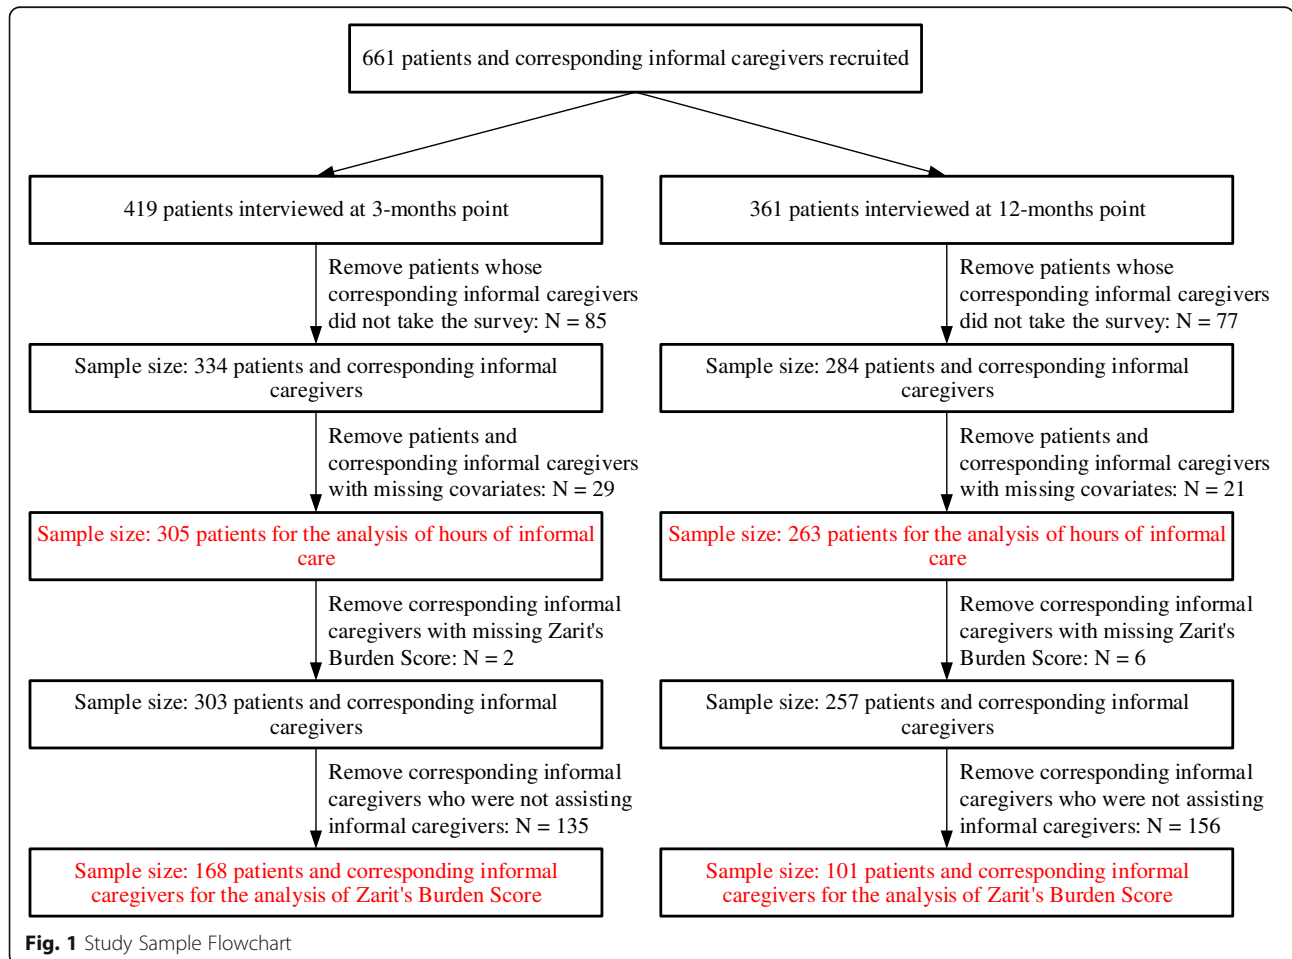 661 patients and corresponding informal caregivers recruited
419 patients interviewed at 3-months point
Remove patients whose
corresponding informal caregivers
did not take the survey: N = 85
Sample size: 334 patients and corresponding informal
caregivers
Remove patients and
corresponding informal caregivers
with missing covariates: N = 29
Sample size: 305 patients for the analysis of hours of informal
care
Remove corresponding informal
caregivers with missing Zarit's
Burden Score: N = 2
Sample size: 303 patients and corresponding informal
caregivers
Remove corresponding informal
caregivers who were not assisting
informal caregivers: N = 135
Sample size: 168 patients and corresponding informal
caregivers for the analysis of Zarit's Burden Score
361 patients interviewed at 12-months point
Remove patients whose
corresponding informal caregivers
did not take the survey: N = 77
Sample size: 284 patients and corresponding informal
caregivers
Remove patients and
corresponding informal caregivers
with missing covariates: N = 21
Sample size: 263 patients for the analysis of hours of informal
care
Remove corresponding informal
caregivers with missing Zarit's
Burden Score: N = 6
Sample size: 257 patients and corresponding informal
caregivers
Remove corresponding informal
caregivers who were not assisting
informal caregivers: N = 156
Sample size: 101 patients and corresponding informal
caregivers for the analysis of Zarit's Burden Score
Fig. 1 Study Sample Flowchart